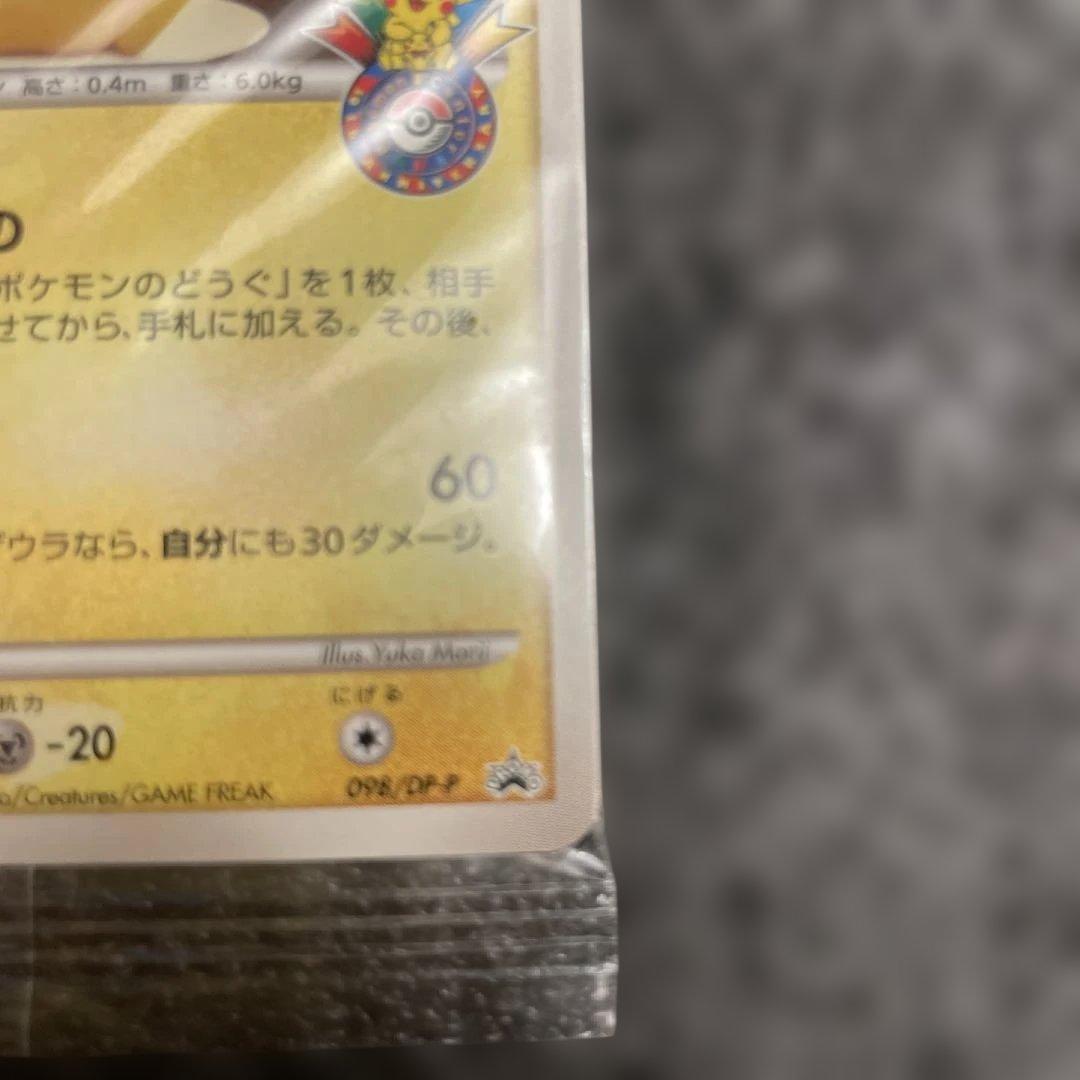 高さ：0.4m 重さ：6.0kg
の
ポケモンのどうぐ」を1枚、相手
せてから、手札に加える。その後、
60
ウラなら、自分にも30ダメージ。
Illus. Yuka Morii
抗力
にげる
-20
/Creatures/GAME FREAK
098/DP-P